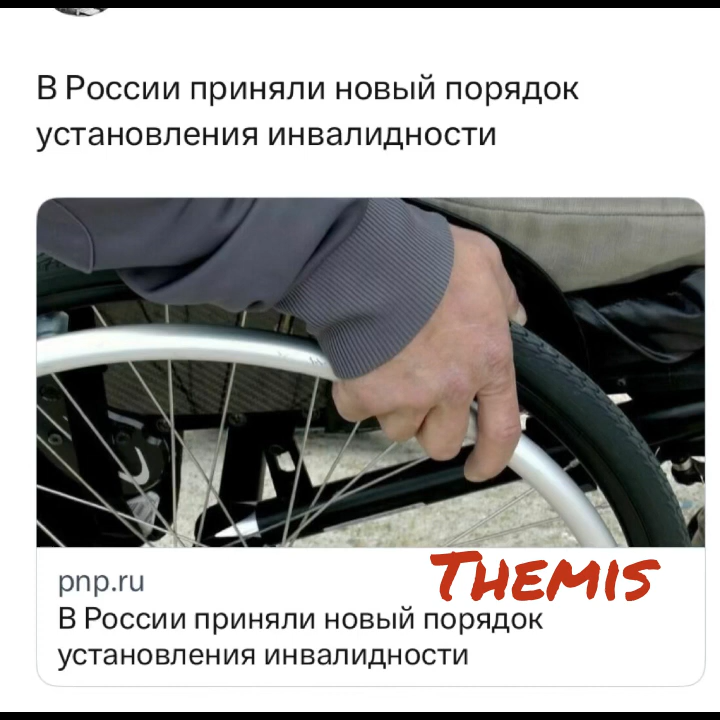 В России приняли новый порядок
установления инвалидности
pnp.ru
THEMIS
В России приняли новый порядок
установления инвалидности